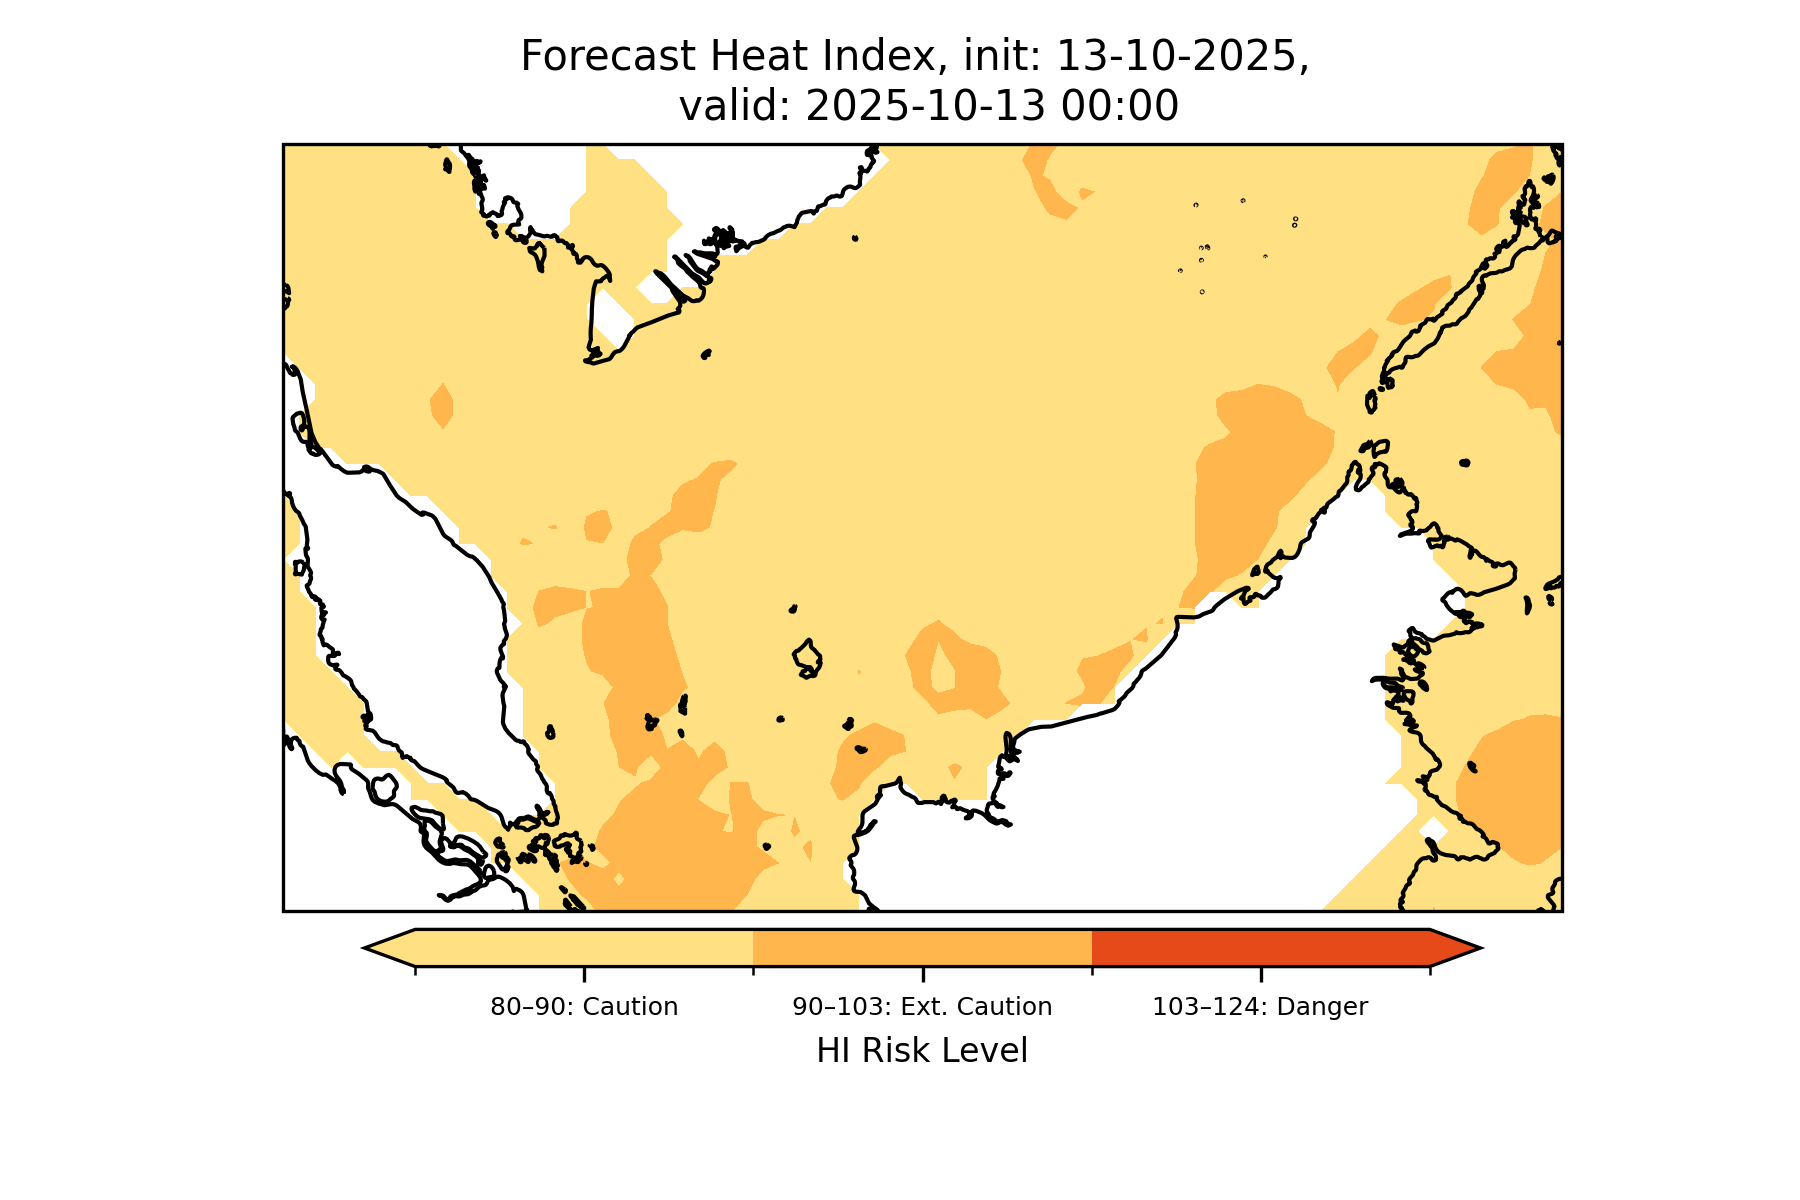 Forecast Heat Index, init: 13-10-2025,
valid: 2025-10-13 00:00
80–90: Caution
90–103: Ext. Caution
103–124: Danger
HI Risk Level